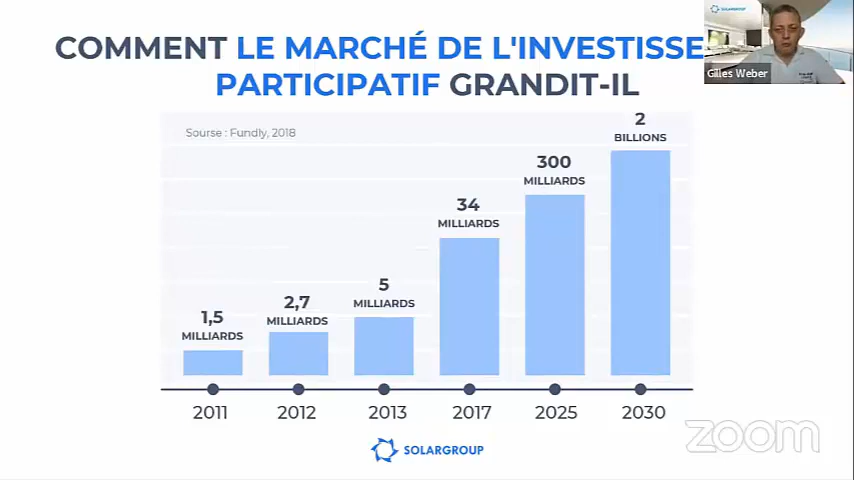 COMMENT LE MARCHÉ DE L'INVESTISSE
PARTICIPATIF GRANDIT-IL
SOLARGROUP
Gilles Weber
Sourse : Fundly, 2018
1,5
MILLIARDS
2,7
MILLIARDS
5
MILLIARDS
34
MILLIARDS
300
MILLIARDS
2
BILLIONS
2011 2012 2013 2017 2025 2030
SOLARGROUP
zoom